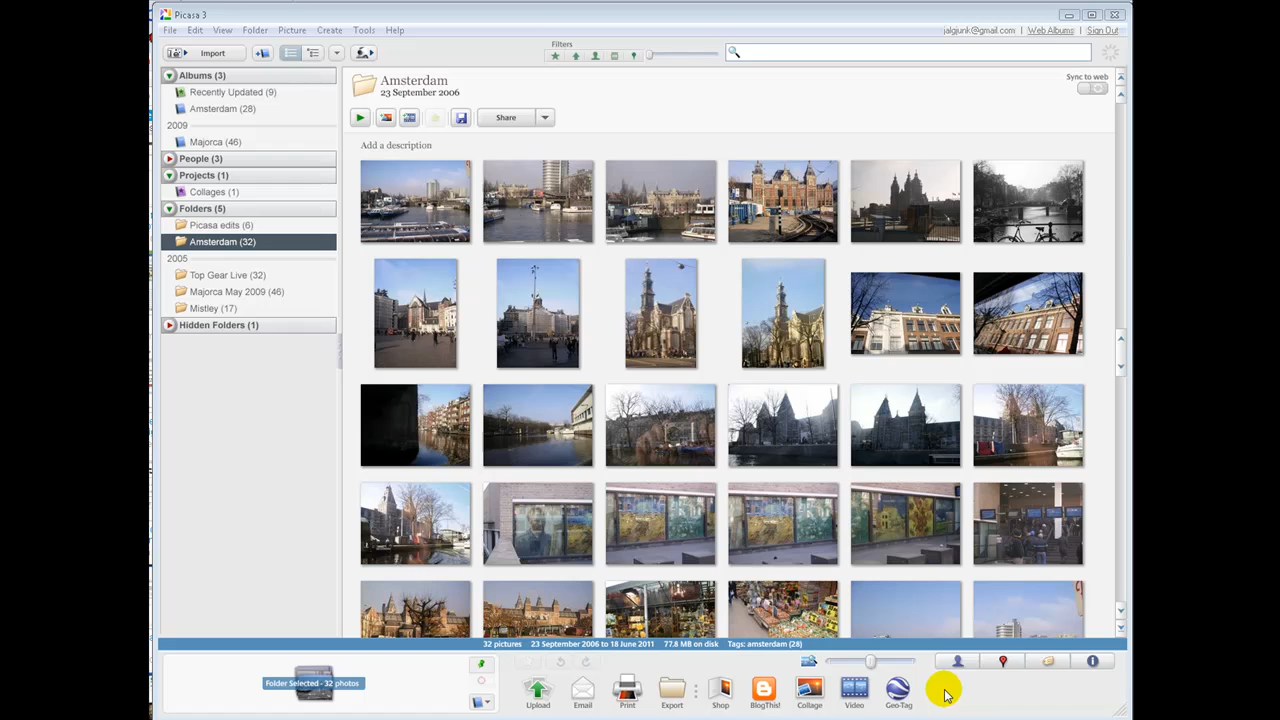 Picasa 3
File Edit View Folder Picture Create Tools Help
jalgjunk@gmail.com Web Albums Sign Out
Import
Filters
Albums (3)
Recently Updated (9)
Amsterdam (28)
2009
Majorca (46)
People (3)
Projects (1)
Collages (1)
Folders (5)
Picasa edits (6)
Amsterdam (32)
2005
Top Gear Live (32)
Majorca May 2009 (46)
Mistley (17)
Hidden Folders (1)
Amsterdam
23 September 2006
Sync to web
Share
Add a description
32 pictures 23 September 2006 to 18 June 2011 77.8 MB on disk Tags: amsterdam (28)
Folder Selected - 32 photos
Upload Email Print Export Shop BlogThis! Collage Video Geo-Tag